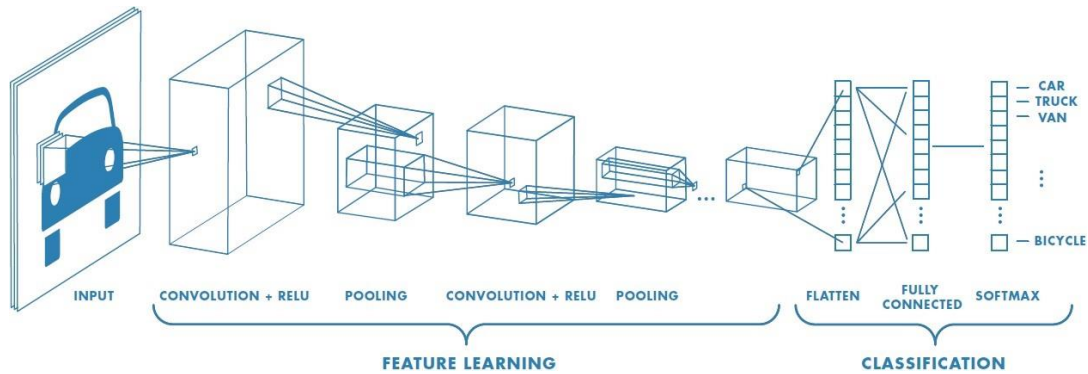 CAR
TRUCK
VAN
BICYCLE
INPUT
CONVOLUTION + RELU
POOLING
CONVOLUTION + RELU
POOLING
FLATTEN
FULLY
CONNECTED
SOFTMAX
FEATURE LEARNING
CLASSIFICATION